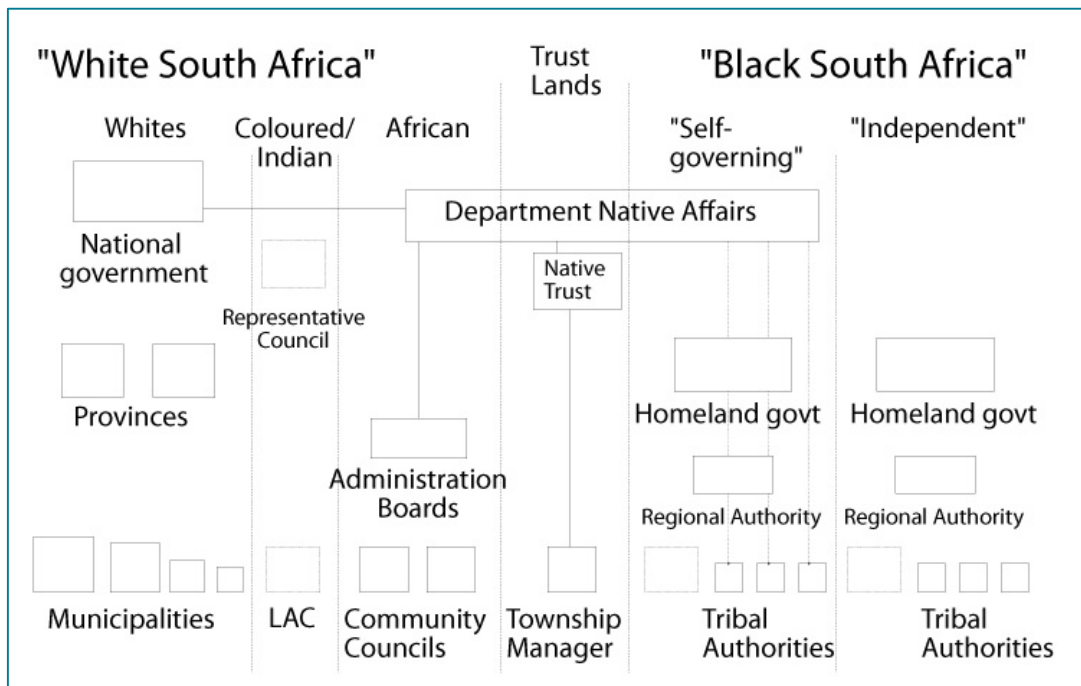 "White South Africa"
Trust
Lands
"Black South Africa"
Whites
Coloured/
Indian
African
"Self-
governing"
"Independent"
Department Native Affairs
National
government
Native
Trust
Representative
Council
Provinces
Homeland govt
Homeland govt
Administration
Boards
Regional Authority
Regional Authority
Municipalities
LAC
Community
Councils
Township
Manager
Tribal
Authorities
Tribal
Authorities